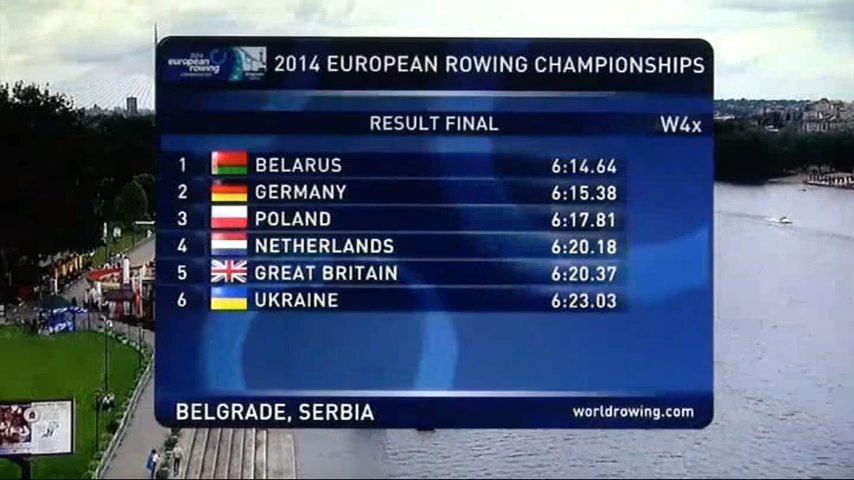 2014
european
rowing
2014 EUROPEAN ROWING CHAMPIONSHIPS
RESULT FINAL W4x
1 BELARUS 6:14.64
2 GERMANY 6:15.38
3 POLAND 6:17.81
4 NETHERLANDS 6:20.18
5 GREAT BRITAIN 6:20.37
6 UKRAINE 6:23.03
BELGRADE, SERBIA worldrowing.com